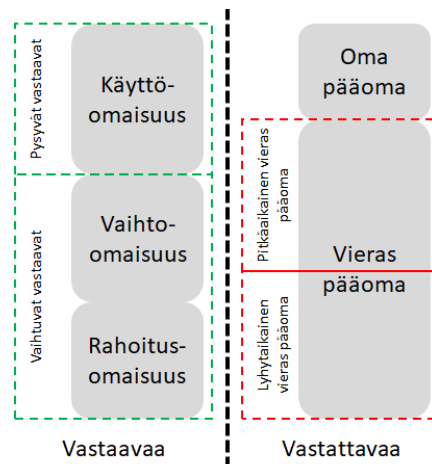 Pysyvät vastaavat
Käyttö-
omaisuus
Vaihtuvat vastaavat
Vaihto-
omaisuus
Rahoitus-
omaisuus
Vastaavaa
Oma
pääoma
Pitkäaikainen vieras
pääoma
Vieras
pääoma
Lyhytaikainen
vieras pääoma
Vastattavaa